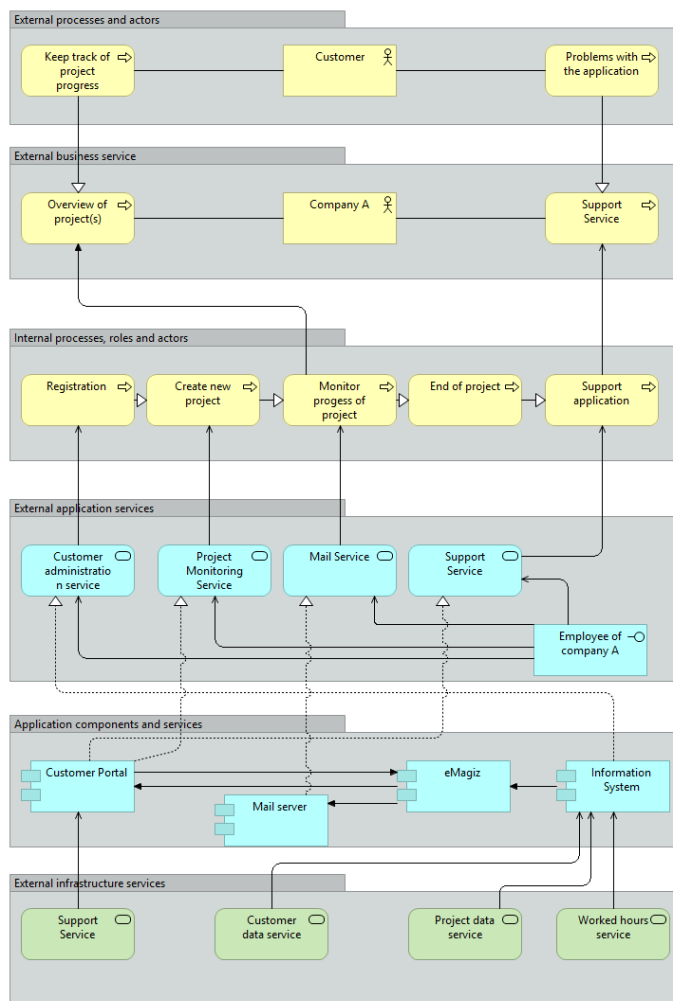 External processes and actors
Keep track of
project
progress
Customer
Problems with
the application
External business service
Overview of
project(s)
Company A
Support
Service
Internal processes, roles and actors
Registration
Create new
project
Monitor
progess of
project
End of project
Support
application
External application services
Customer
administratio
n service
Project
Monitoring
Service
Mail Service
Support
Service
Employee of
company A
Application components and services
Customer Portal
Mail server
eMagiz
Information
System
External infrastructure services
Support
Service
Customer
data service
Project data
service
Worked hours
service